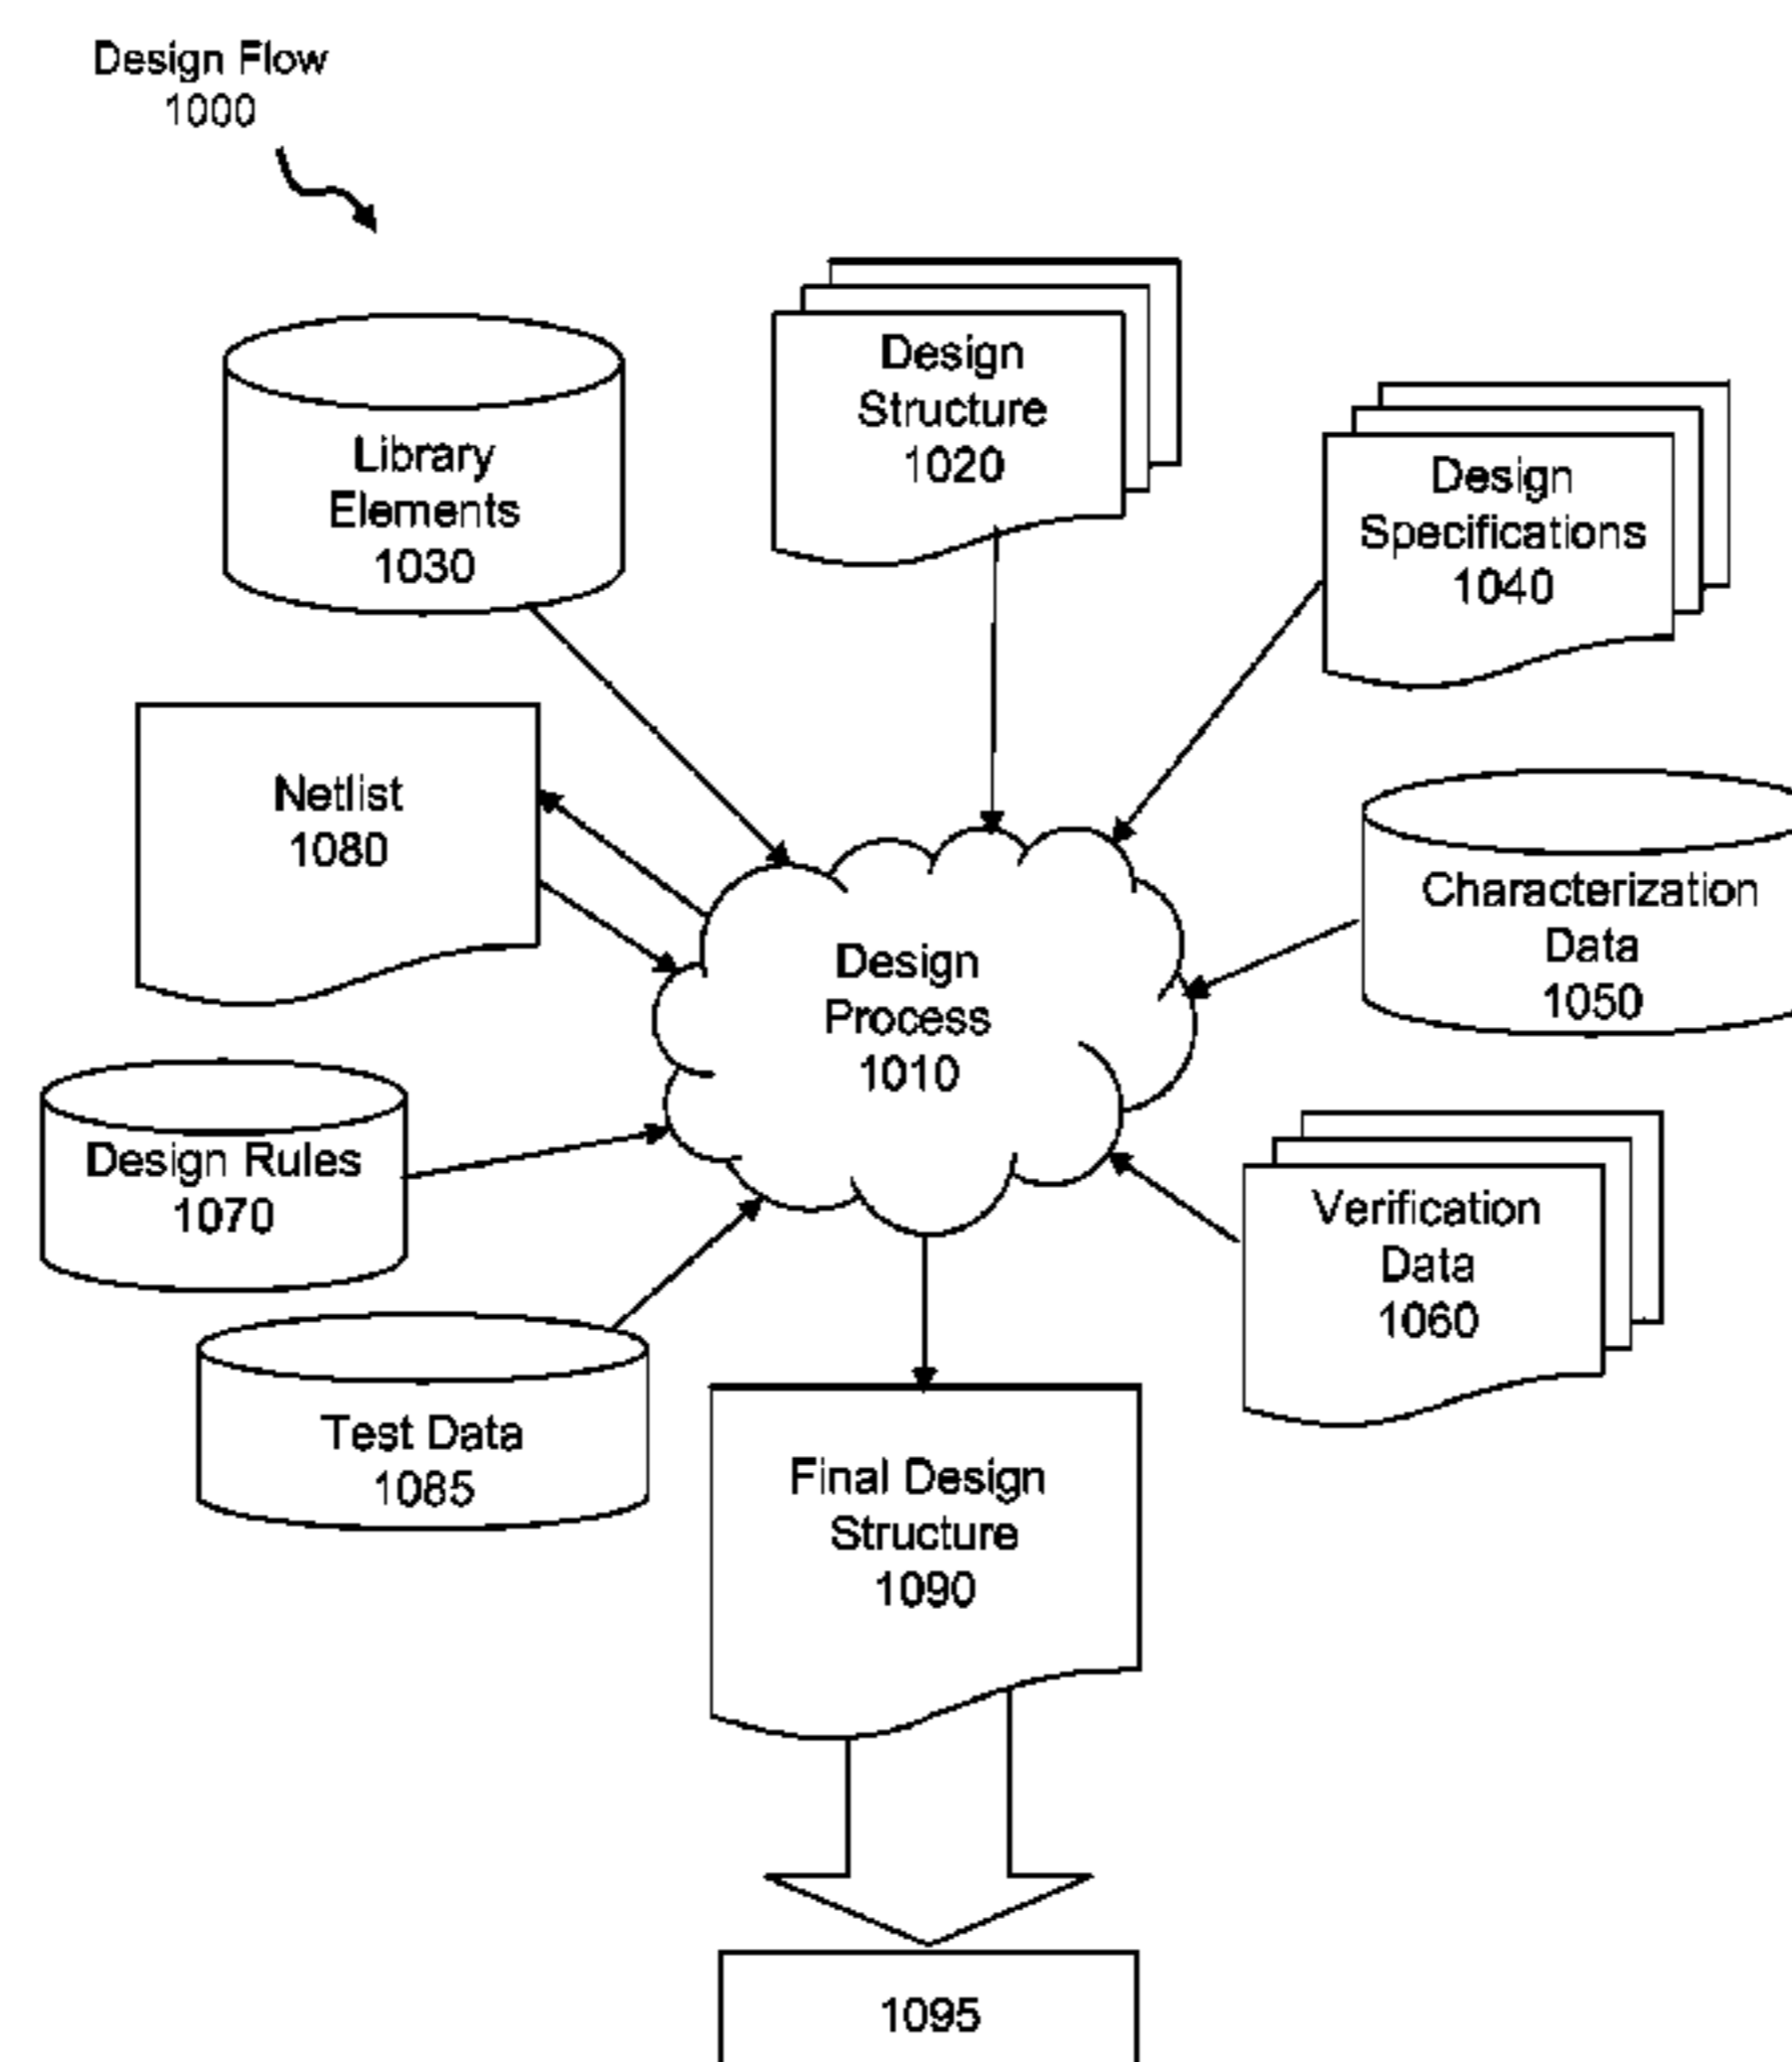 Design Flow
1000
Design
Structure
1020
Library
Elements
1030
Design
Specifications
1040
Netlist
1080
Design
Process
1010
Characterization
Data
1050
Design Rules
1070
Verification
Data
1060
Test Data
1085
Final Design
Structure
1090
1095